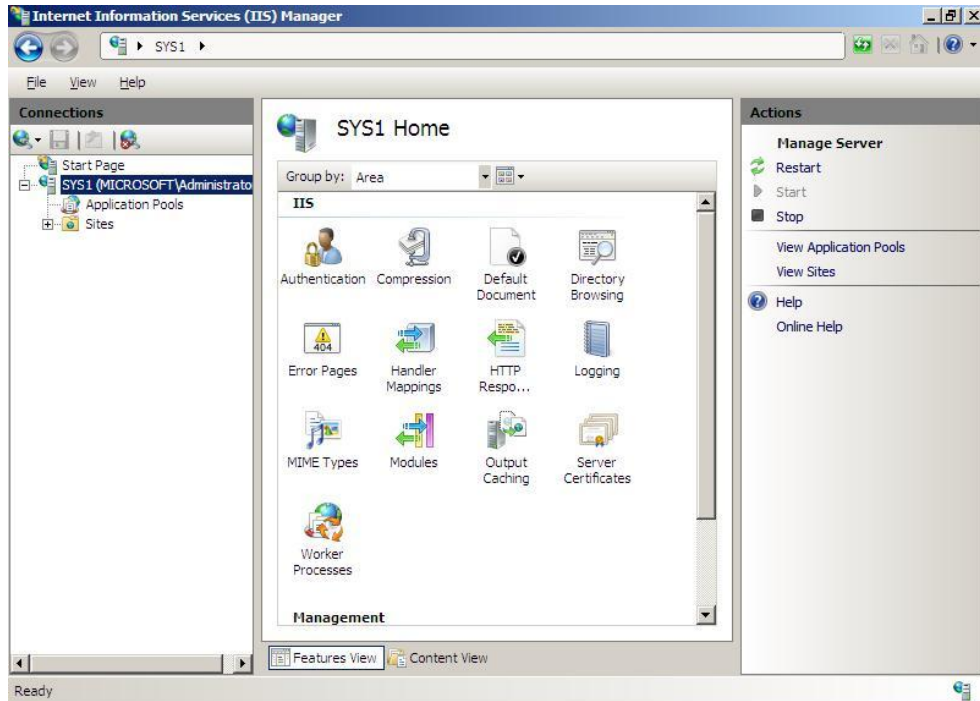 Internet Information Services (IIS) Manager
SYS1
File View Help
Connections
Start Page
SYS1 (MICROSOFT\Administrato
Application Pools
Sites
SYS1 Home
Group by: Area
IIS
Authentication
Compression
Default
Document
Directory
Browsing
404
Error Pages
Handler
Mappings
HTTP
Respo...
Logging
MIME Types
Modules
Output
Caching
Server
Certificates
Worker
Processes
Management
Features View
Content View
Actions
Manage Server
Restart
Start
Stop
View Application Pools
View Sites
Help
Online Help
Ready